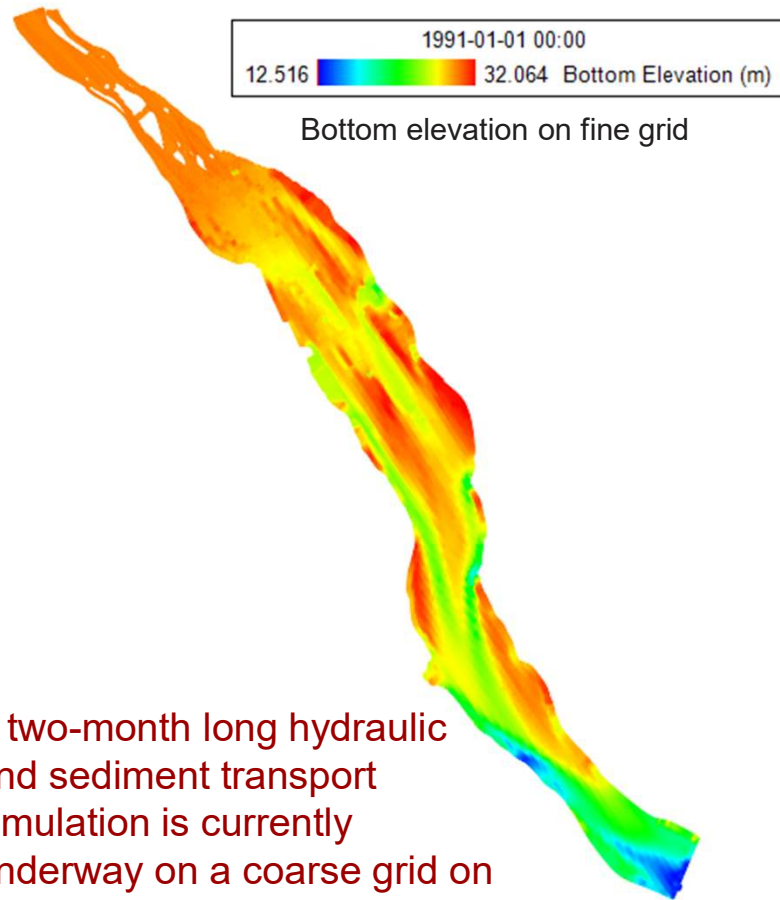 1991-01-01 00:00
12.516 32.064 Bottom Elevation (m)
Bottom elevation on fine grid
two-month long hydraulic
nd sediment transport
mulation is currently
nderway on a coarse grid on